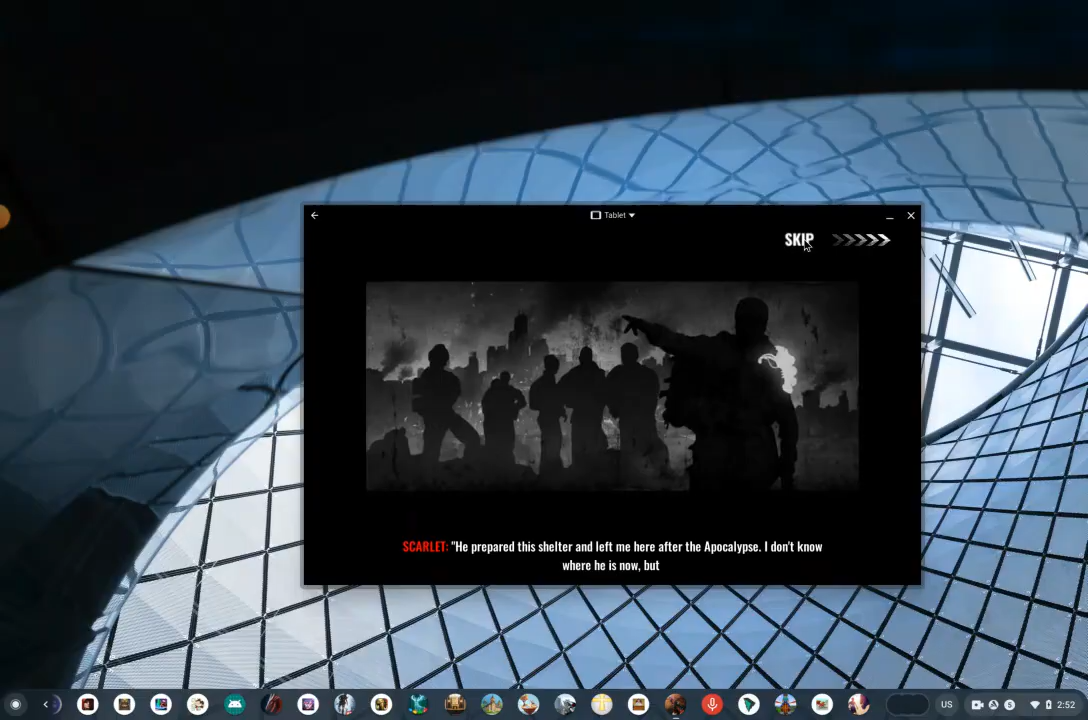 Tablet
SKIP
SCARLET: "He prepared this shelter and left me here after the Apocalypse. I don't know
where he is now, but
US
2:52